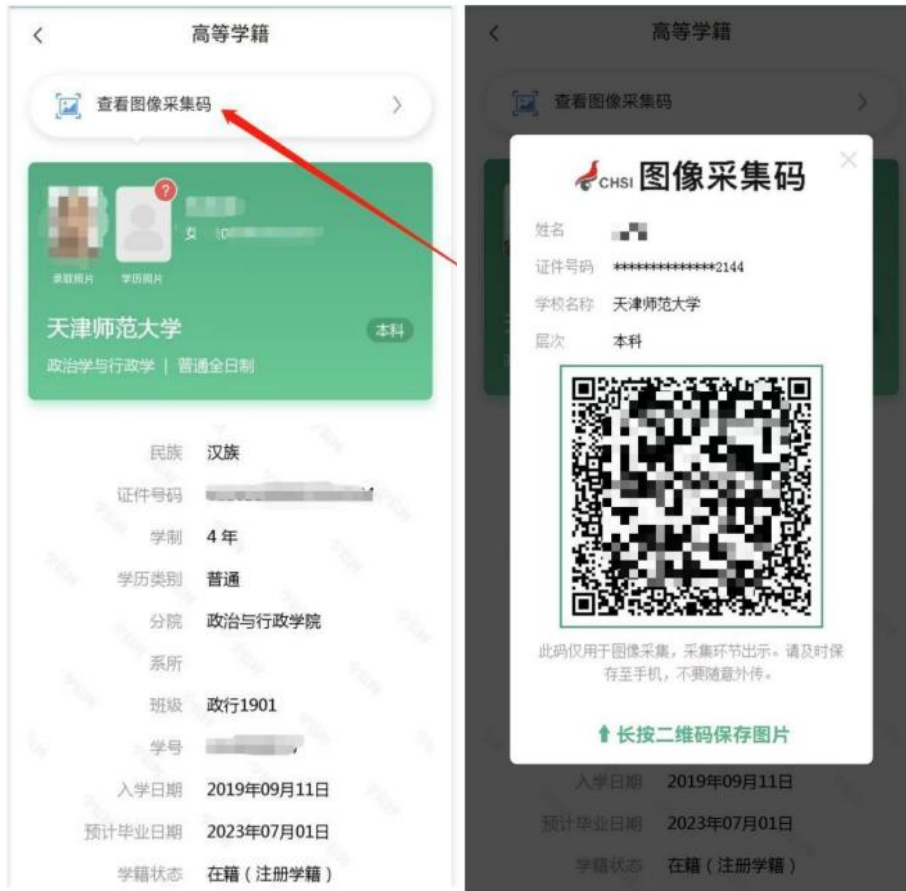 高等学籍
查看图像采集码
?
女
录取照片 学历照片
天津师范大学
本科
政治学与行政学 | 普通全日制
民族 汉族
证件号码
学制 4 年
学历类别 普通
分院 政治与行政学院
系所
班级 政行1901
学号
入学日期 2019年09月11日
预计毕业日期 2023年07月01日
学籍状态 在籍（注册学籍）
高等学籍
查看图像采集码
CHSI 图像采集码
姓名
证件号码 **************2144
学校名称 天津师范大学
层次 本科
此码仅用于图像采集，采集环节出示。请及时保
存至手机，不要随意外传。
长按二维码保存图片
入学日期 2019年09月11日
预计毕业日期 2023年07月01日
学籍状态 在籍（注册学籍）